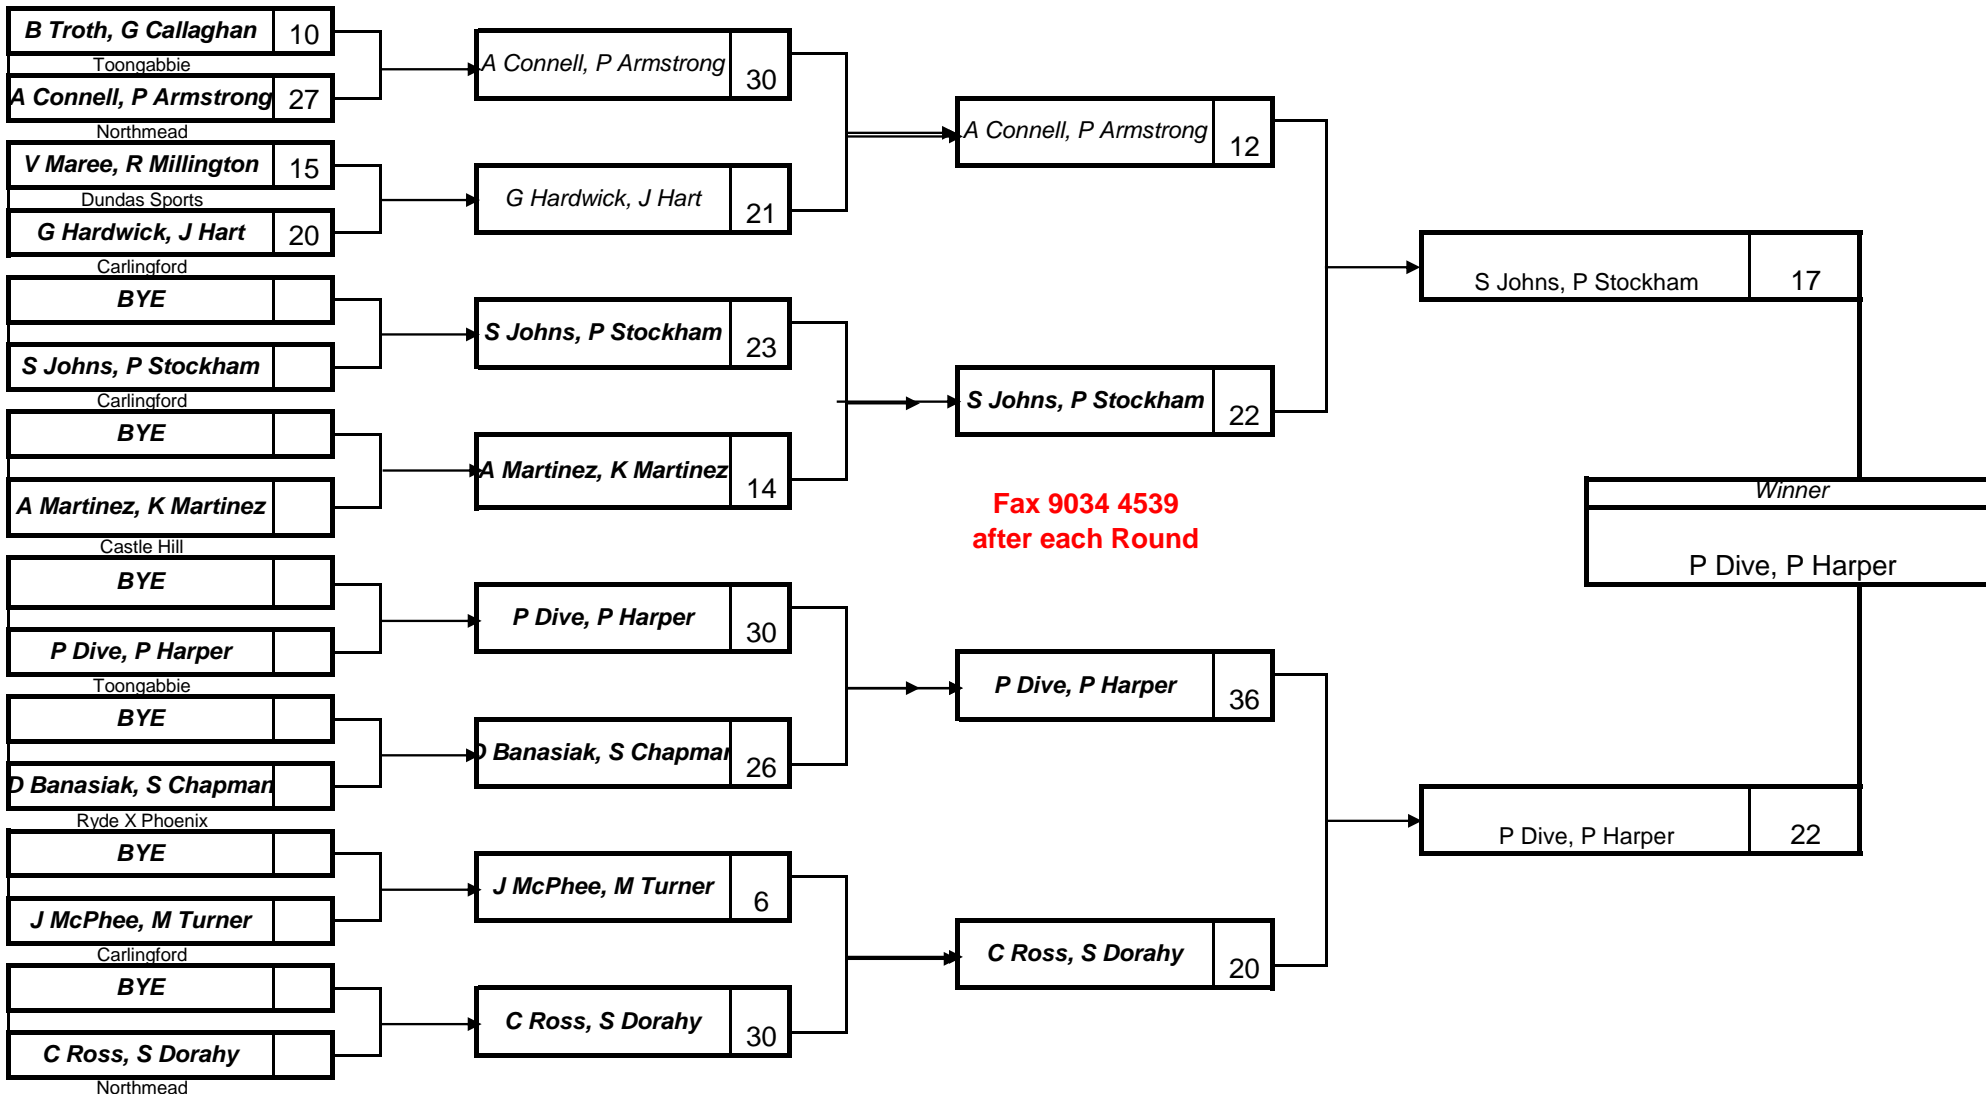 B Troth, G Callaghan 10
Toongabbie
A Connell, P Armstrong 27
Northmead
V Maree, R Millington 15
Dundas Sports
G Hardwick, J Hart 20
Carlingford
BYE
S Johns, P Stockham
Carlingford
BYE
A Martinez, K Martinez
Castle Hill
BYE
P Dive, P Harper
Toongabbie
BYE
D Banasiak, S Chapman
Ryde X Phoenix
BYE
J McPhee, M Turner
Carlingford
BYE
C Ross, S Dorahy
Northmead
A Connell, P Armstrong 30
G Hardwick, J Hart 21
S Johns, P Stockham 23
A Martinez, K Martinez 14
P Dive, P Harper 30
D Banasiak, S Chapman 26
J McPhee, M Turner 6
C Ross, S Dorahy 30
A Connell, P Armstrong 12
S Johns, P Stockham 22
Fax 9034 4539
after each Round
P Dive, P Harper 36
C Ross, S Dorahy 20
S Johns, P Stockham 17
P Dive, P Harper 22
Winner
P Dive, P Harper